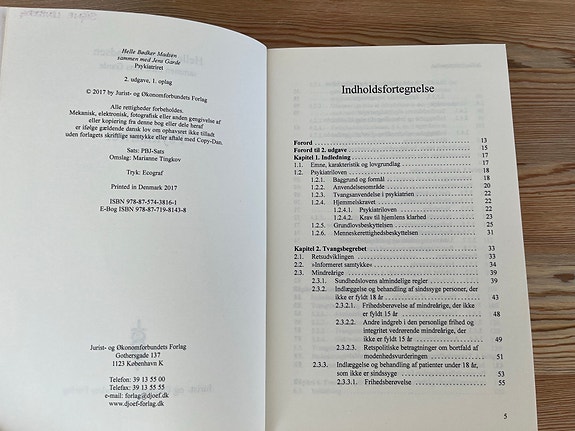 Helle Bødker Madsen
sammen med Jens Garde
Psykiatriret
2. udgave, 1. oplag
© 2017 by Jurist- og Økonomforbundets Forlag
Alle rettigheder forbeholdes.
Mekanisk, elektronisk, fotografisk eller anden gengivelse af
eller kopiering fra denne bog eller dele heraf
er ifølge gældende dansk lov om ophavsret ikke tilladt
uden forlagets skriftlige samtykke eller aftale med Copy-Dan.
Sats: PBJ-Sats
Omslag: Marianne Tingkov
Tryk: Ecograf
Printed in Denmark 2017
ISBN 978-87-574-3816-1
E-Bog ISBN 978-87-719-8143-8
Jurist- og Økonomforbundets Forlag
Gothersgade 137
1123 København K
Telefon: 39 13 55 00
Telefax: 39 13 55 55
e-mail: forlag@djoef.dk
www.djoef-forlag.dk
Indholdsfortegnelse
Forord 13
Forord til 2. udgave 15
Kapitel 1. Indledning 17
1.1. Emne, karakteristik og lovgrundlag 17
1.2. Psykiatriloven 18
1.2.1. Baggrund og formål 18
1.2.2. Anvendelsesområde 20
1.2.3. Tvangsanvendelse i psykiatrien 22
1.2.4. Hjemmelskravet 22
1.2.4.1. Psykiatriloven 22
1.2.4.2. Krav til hjemlens klarhed 23
1.2.5. Grundlovsbeskyttelsen 25
1.2.6. Menneskerettighedsbeskyttelsen 31
Kapitel 2. Tvangsbegrebet 33
2.1. Retsudviklingen 33
2.2. »Informeret samtykke« 34
2.3. Mindreårige 39
2.3.1. Sundhedslovens almindelige regler 39
2.3.2. Indlæggelse og behandling af sindssyge personer, der
ikke er fyldt 18 år 43
2.3.2.1. Frihedsberøvelse af mindreårige, der ikke
er fyldt 15 år 48
2.3.2.2. Andre indgreb i den personlige frihed og
integritet vedrørende mindreårige, der ikke
er fyldt 15 år 49
2.3.2.3. Retspolitiske betragtninger om bortfald af
modenhedsvurderingen 51
2.3.3. Indlæggelse og behandling af patienter under 18 år,
som ikke er sindssyge 53
2.3.3.1. Frihedsberøvelse 55
5